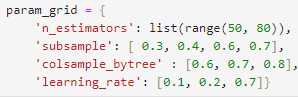 param_grid = {
    'n_estimators': list(range(50, 80)),
    'subsample': [ 0.3, 0.4, 0.6, 0.7],
    'colsample_bytree' : [0.6, 0.7, 0.8],
    'learning_rate': [0.1, 0.2, 0.7]}